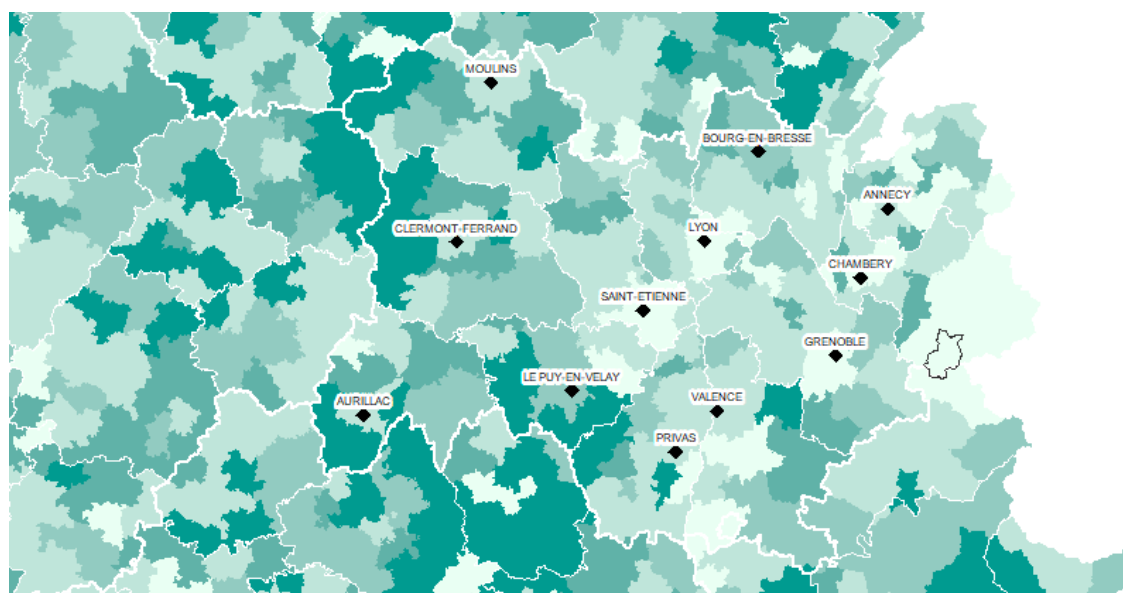 MOULINS
BOURG-EN-BRESSE
ANNECY
CLERMONT-FERRAND
LYON
CHAMBERY
SAINT-ETIENNE
GRENOBLE
LE PUY-EN-VELAY
AURILLAC
VALENCE
PRIVAS